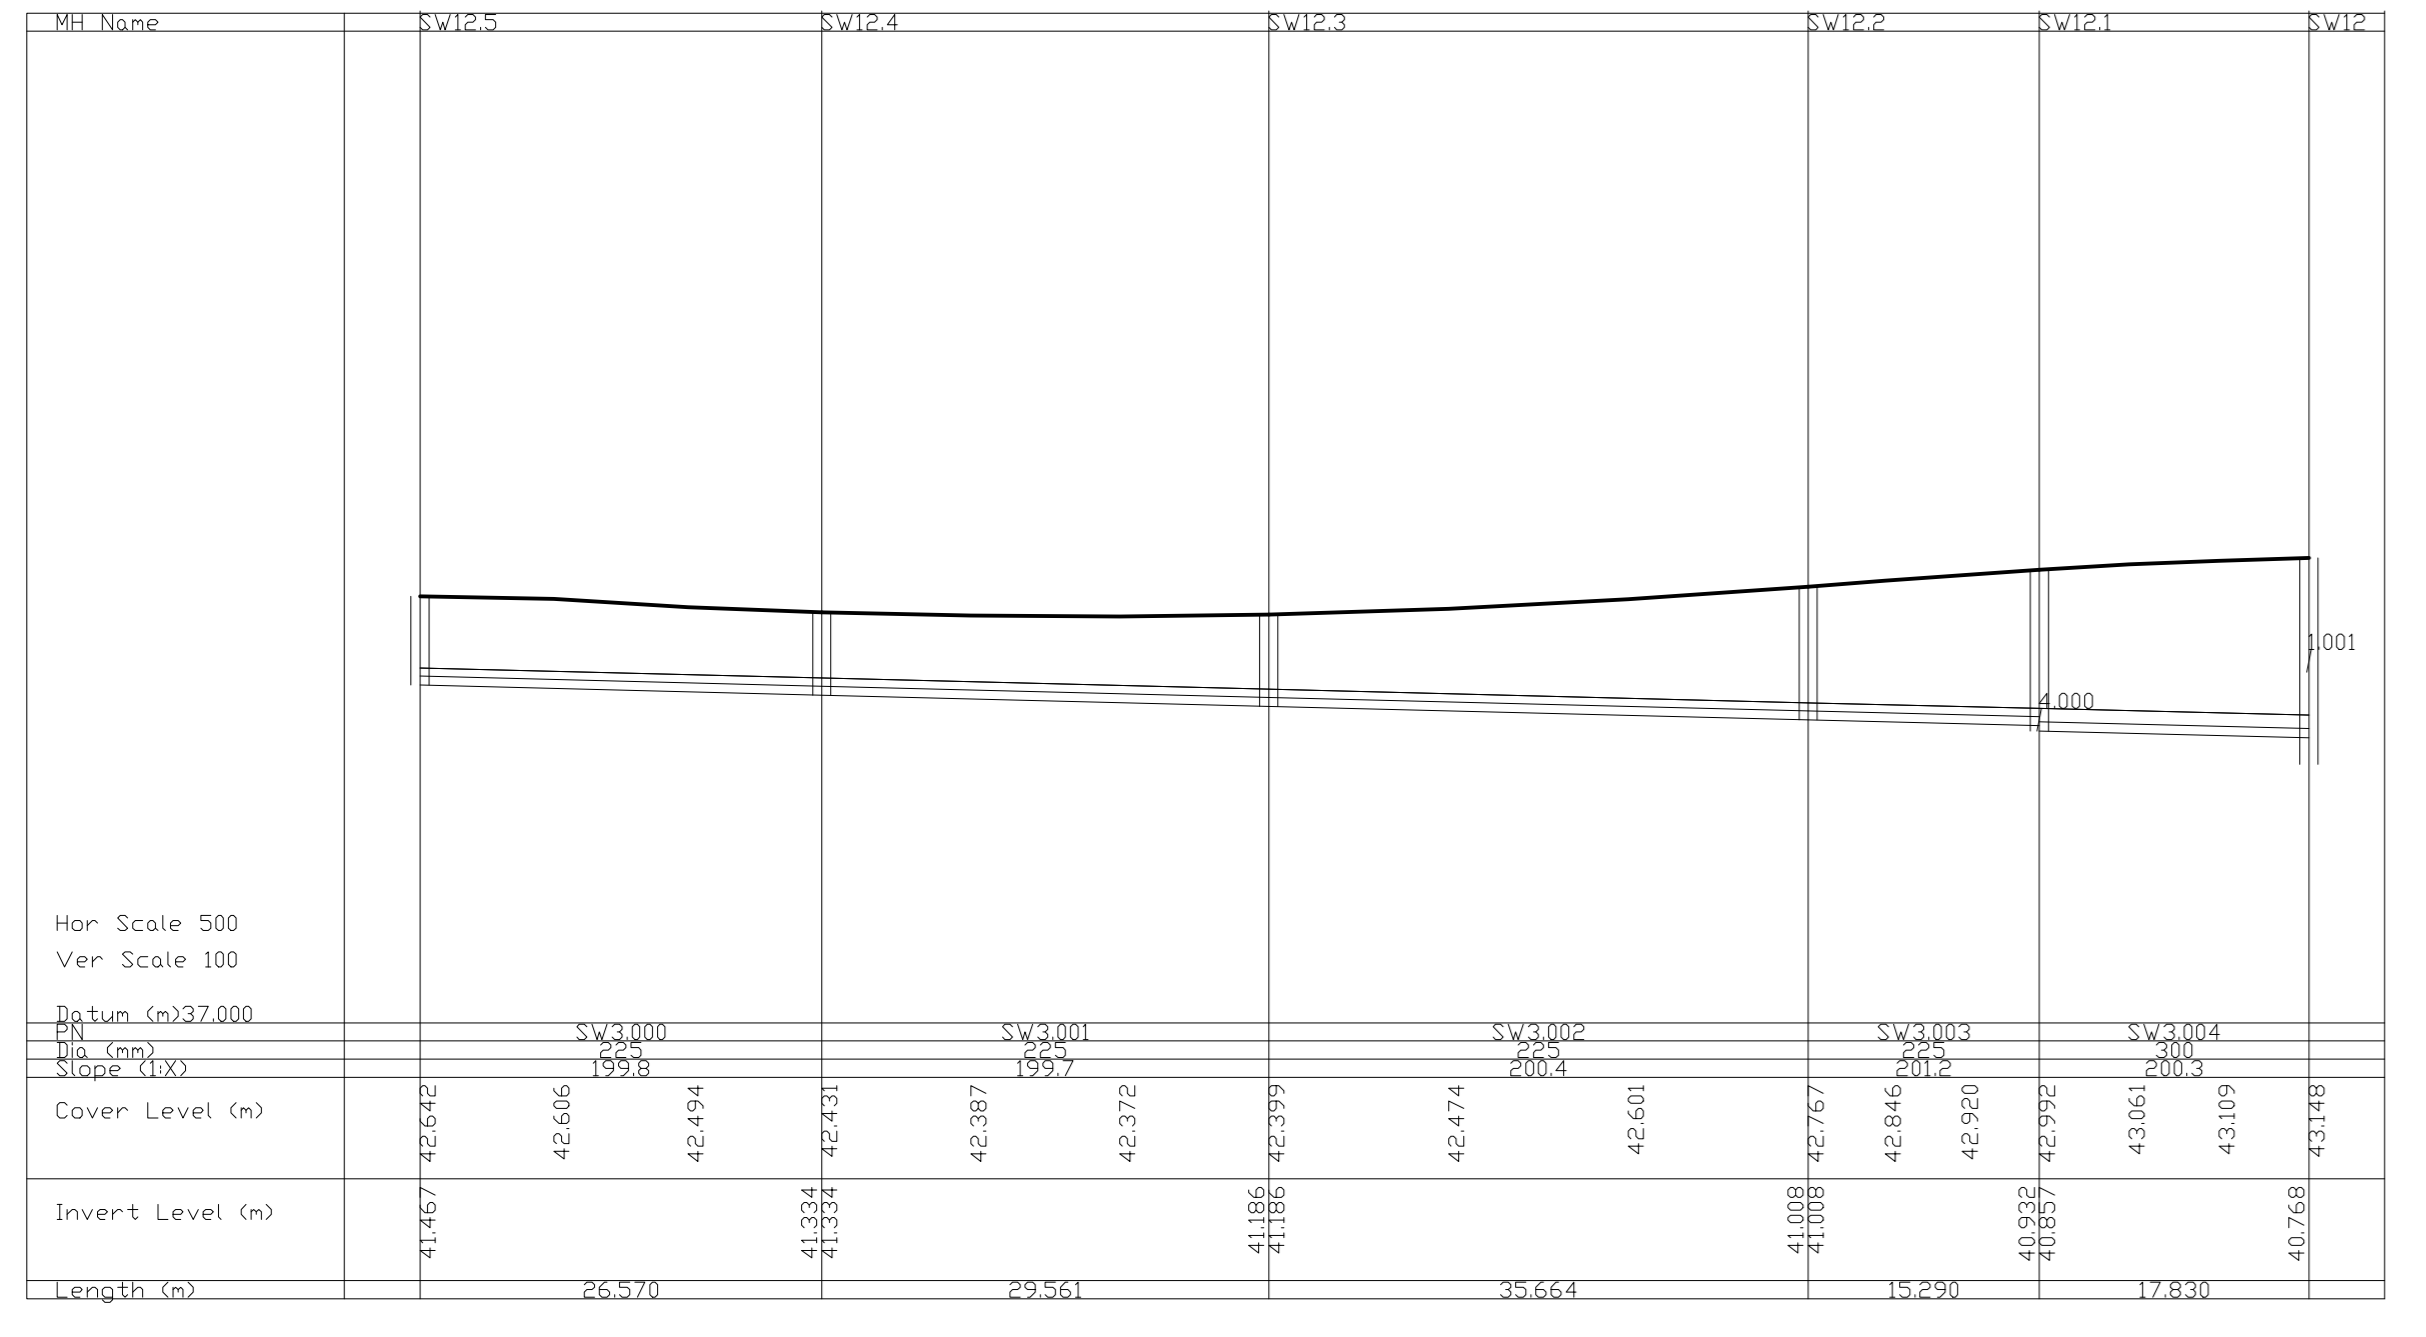 MH Name SW12.5 SW12.4 SW12.3 SW12.2 SW12.1 SW12
1.001
4.000
Hor Scale 500
Ver Scale 100
Datum (m)37.000
PN SW3.000 SW3.001 SW3.002 SW3.003 SW3.004
Dia (mm) 225 225 225 225 300
Slope (1:X) 199.8 199.7 200.4 201.2 200.3
Cover Level (m) 42.642 42.606 42.494 42.431 42.387 42.372 42.399 42.474 42.601 42.767 42.846 42.920 42.992 43.061 43.109 43.148
Invert Level (m) 41.467 41.334 41.334 41.186 41.186 41.008 41.008 40.932 40.857 40.768
Length (m) 26.570 29.561 35.664 15.290 17.830